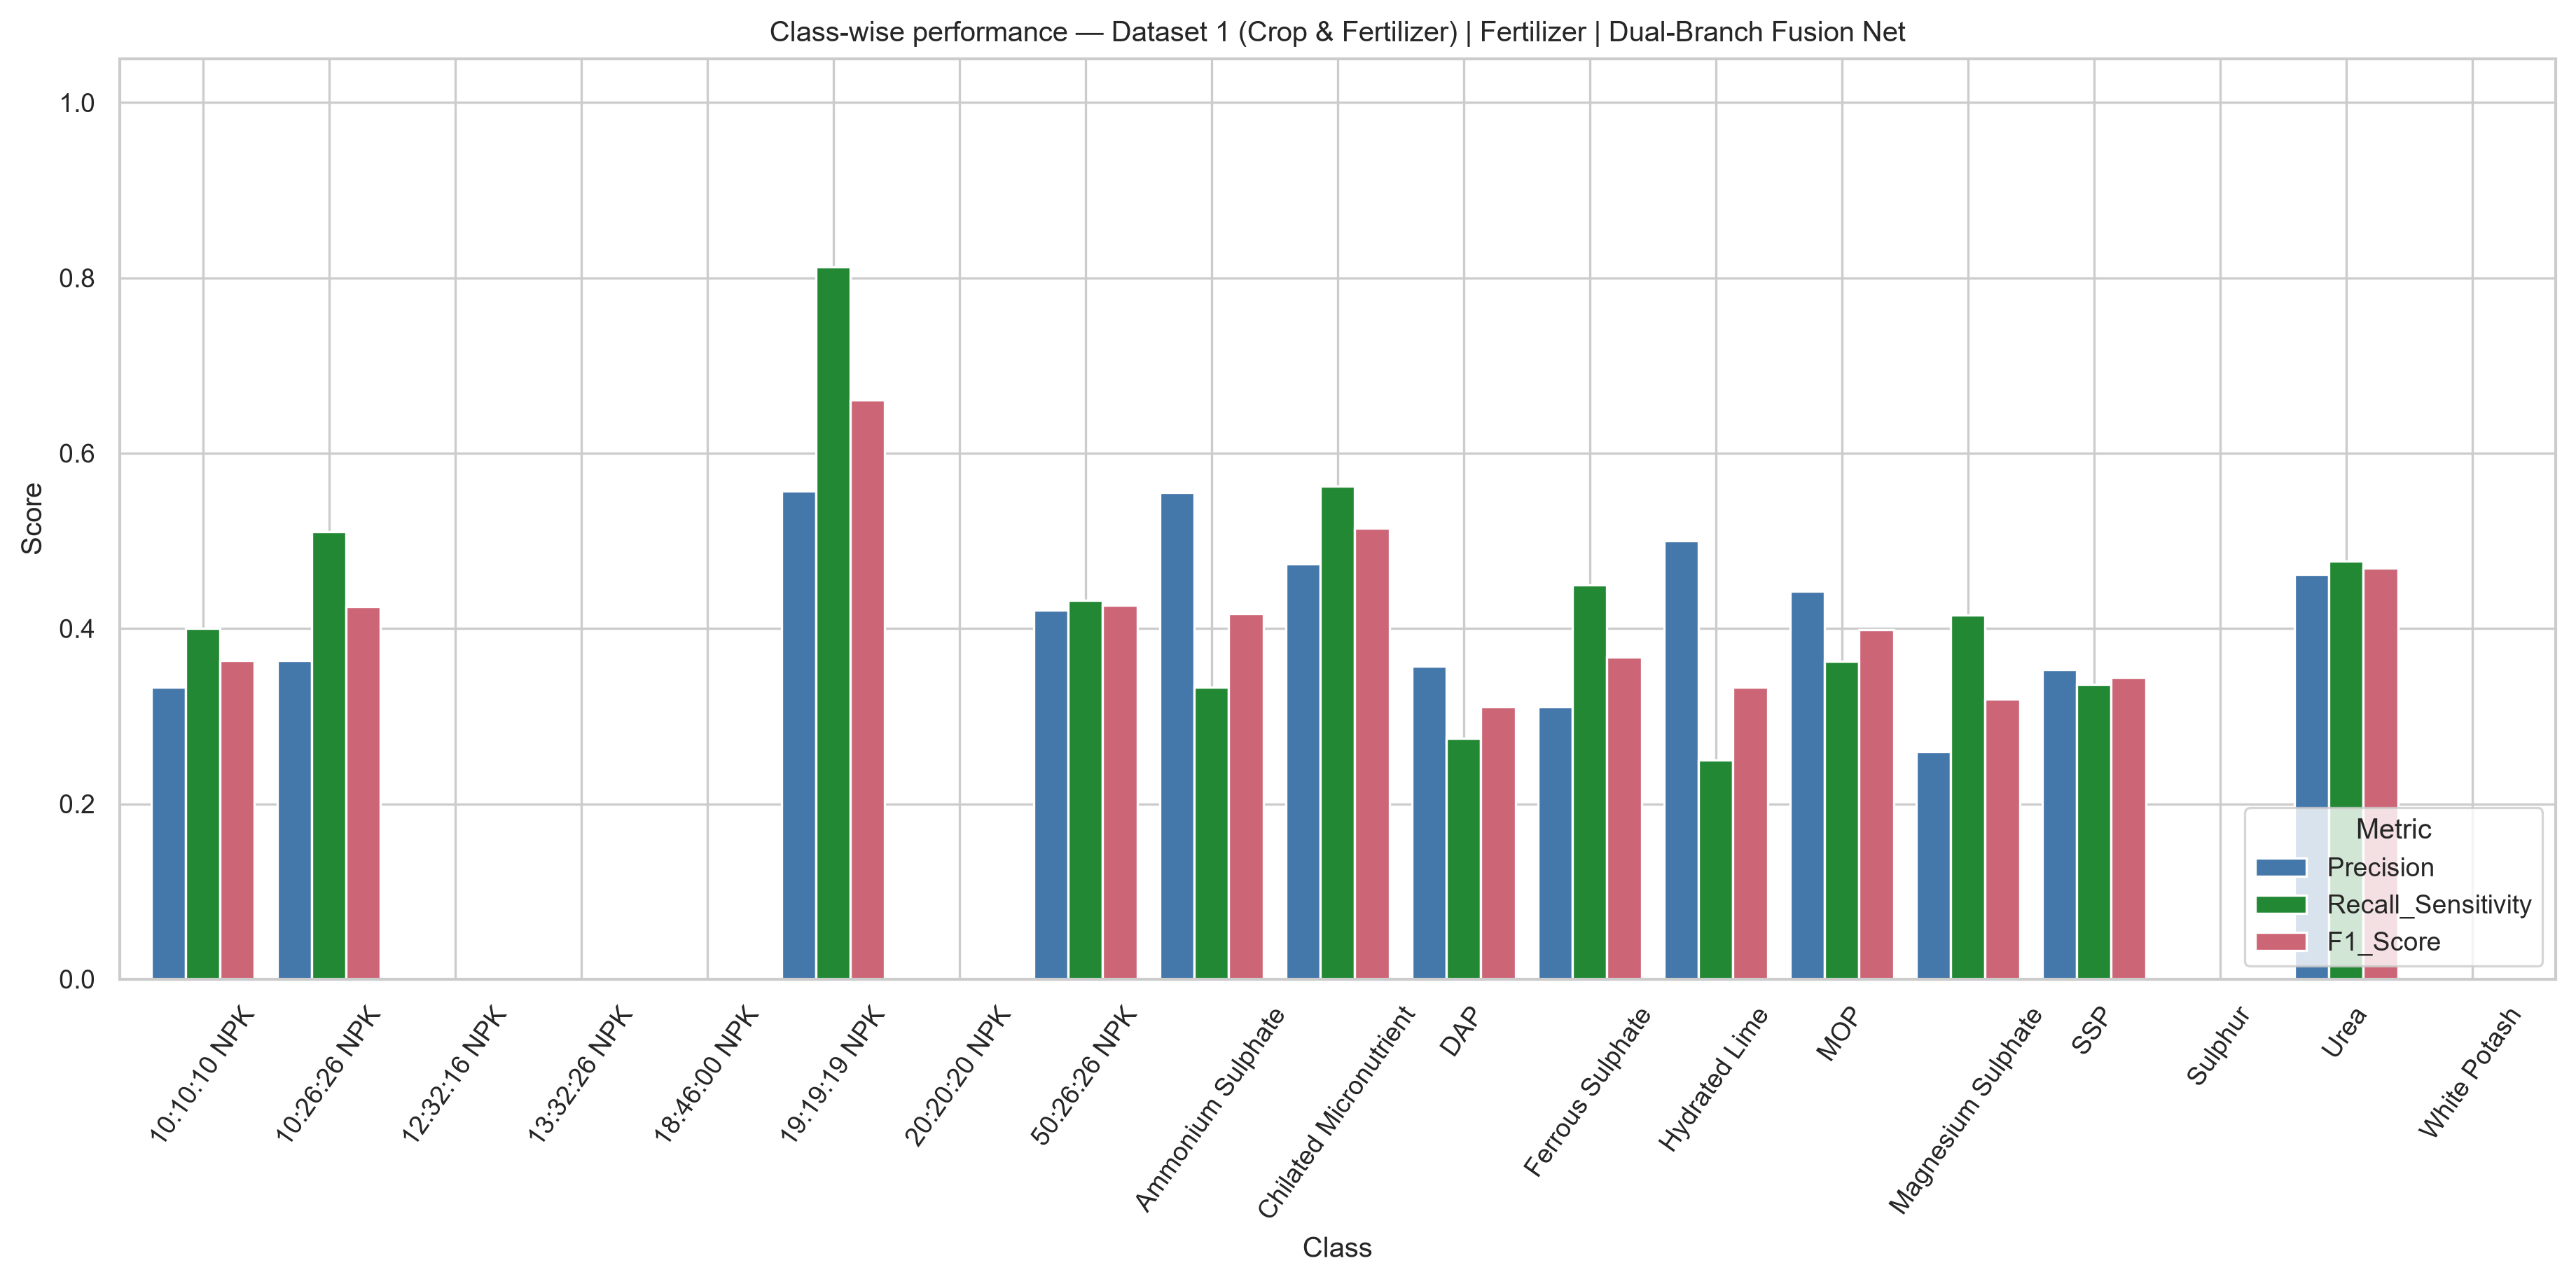 Class-wise performance — Dataset 1 (Crop & Fertilizer) | Fertilizer | Dual-Branch Fusion Net
Score
1.0
0.8
0.6
0.4
0.2
0.0
Metric
Precision
Recall_Sensitivity
F1_Score
10:10:10 NPK
10:26:26 NPK
12:32:16 NPK
13:32:26 NPK
18:46:00 NPK
19:19:19 NPK
20:20:20 NPK
50:26:26 NPK
Ammonium Sulphate
Chilated Micronutrient
DAP
Ferrous Sulphate
Hydrated Lime
MOP
Magnesium Sulphate
SSP
Sulphur
Urea
White Potash
Class